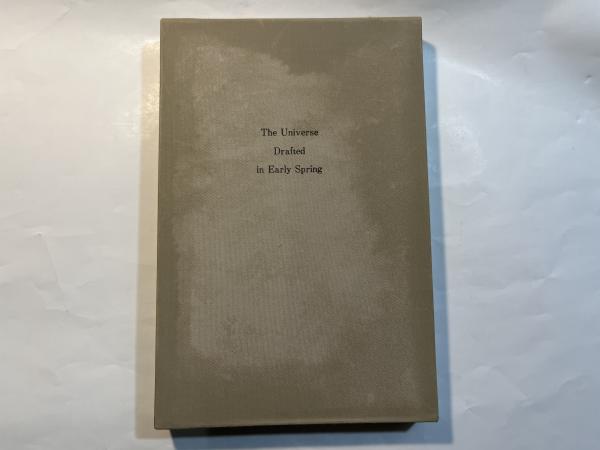 The Universe
Drafted
in Early Spring